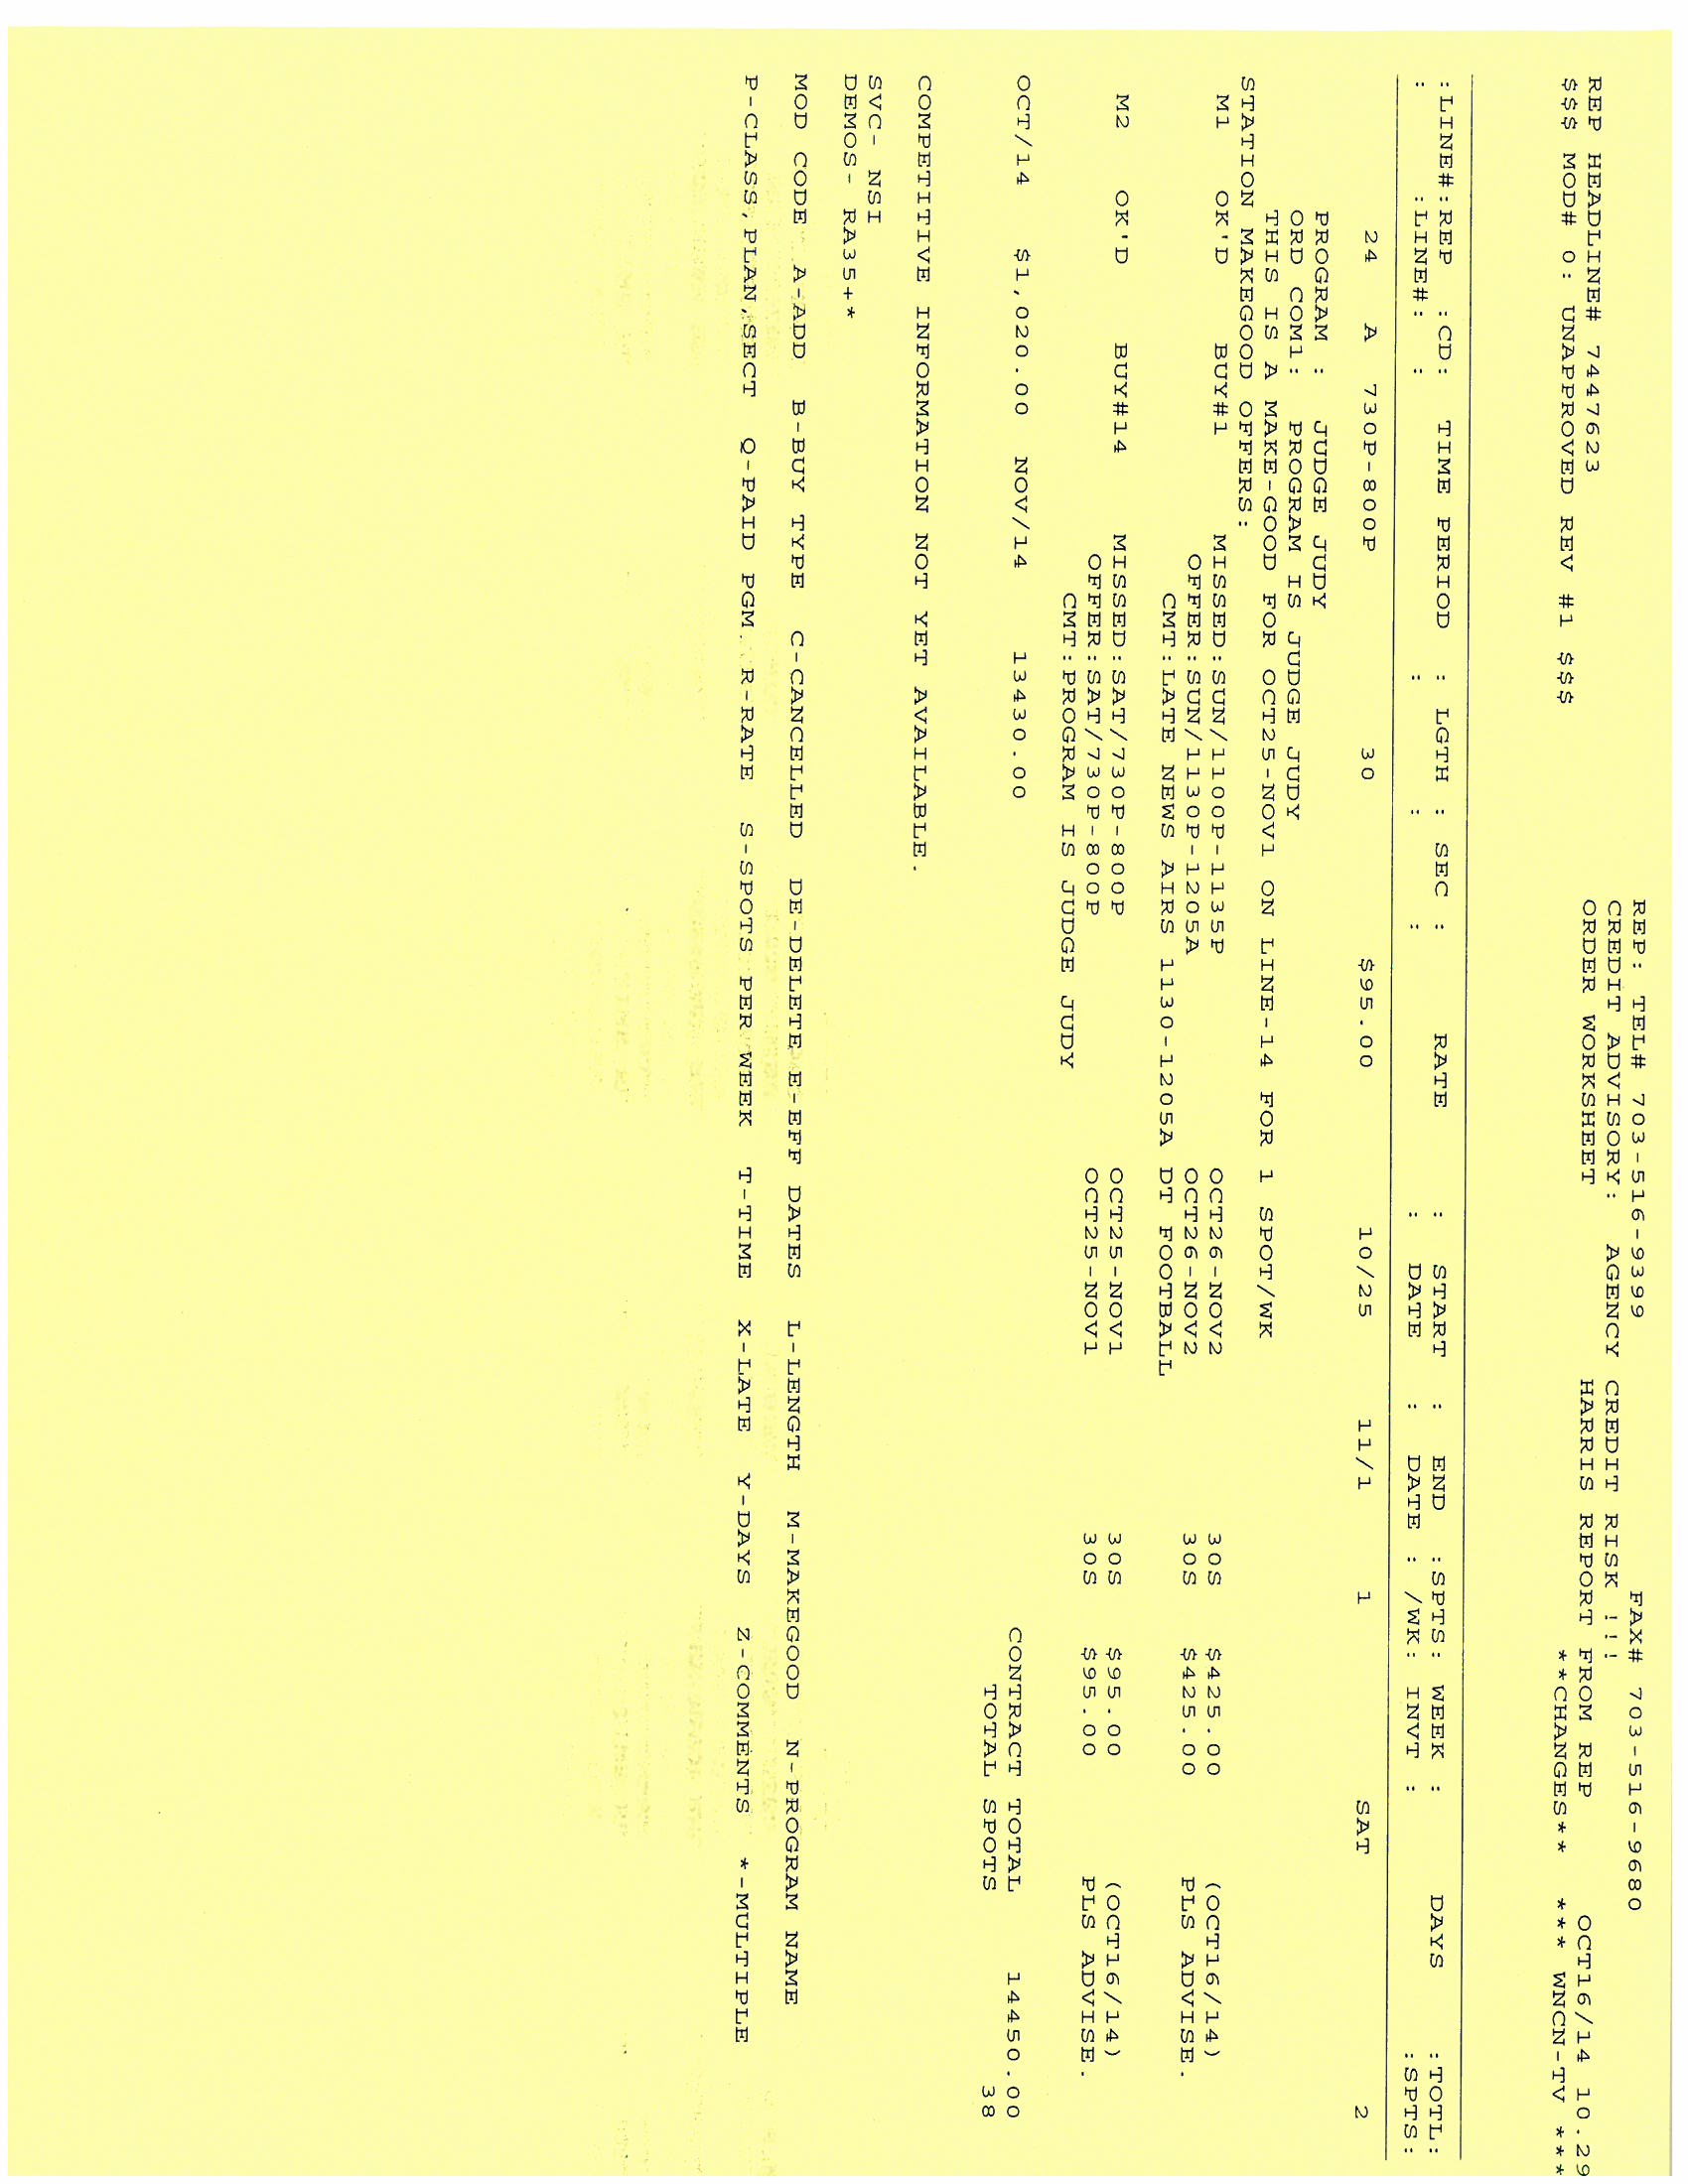 REP: TEL# 703-516-9399 FAX# 703-516-9680
CREDIT ADVISORY: AGENCY CREDIT RISK !!!
REP HEADLINE# 7447623 ORDER WORKSHEET HARRIS REPORT FROM REP OCT16/14 10.29
$$$ MOD# 0: UNAPPROVED REV #1 $$$ **CHANGES** *** WNCN-TV ***
:LINE#:REP :CD: TIME PERIOD : LGTH : SEC : RATE : START : END :SPTS: WEEK : DAYS :TOTL:
: :LINE#: : : : : : DATE : DATE : /WK: INVT : :SPTS:
24 A 730P-800P 30 $95.00 10/25 11/1 1 SAT 2
PROGRAM : JUDGE JUDY
ORD COM1: PROGRAM IS JUDGE JUDY
THIS IS A MAKE-GOOD FOR OCT25-NOV1 ON LINE-14 FOR 1 SPOT/WK
STATION MAKEGOOD OFFERS:
M1 OK'D BUY#1 MISSED:SUN/1100P-1135P OCT26-NOV2 30S $425.00 (OCT16/14)
OFFER:SUN/1130P-1205A OCT26-NOV2 30S $425.00 PLS ADVISE.
CMT:LATE NEWS AIRS 1130-1205A DT FOOTBALL
M2 OK'D BUY#14 MISSED:SAT/730P-800P OCT25-NOV1 30S $95.00 (OCT16/14)
OFFER:SAT/730P-800P OCT25-NOV1 30S $95.00 PLS ADVISE.
CMT:PROGRAM IS JUDGE JUDY
OCT/14 $1,020.00 NOV/14 13430.00 CONTRACT TOTAL 14450.00
TOTAL SPOTS 38
COMPETITIVE INFORMATION NOT YET AVAILABLE.
SVC- NSI
DEMOS- RA35+*
MOD CODE A-ADD B-BUY TYPE C-CANCELLED DE-DELETE E-EFF DATES L-LENGTH M-MAKEGOOD N-PROGRAM NAME
P-CLASS,PLAN,SECT Q-PAID PGM R-RATE S-SPOTS PER WEEK T-TIME X-LATE Y-DAYS Z-COMMENTS *-MULTIPLE